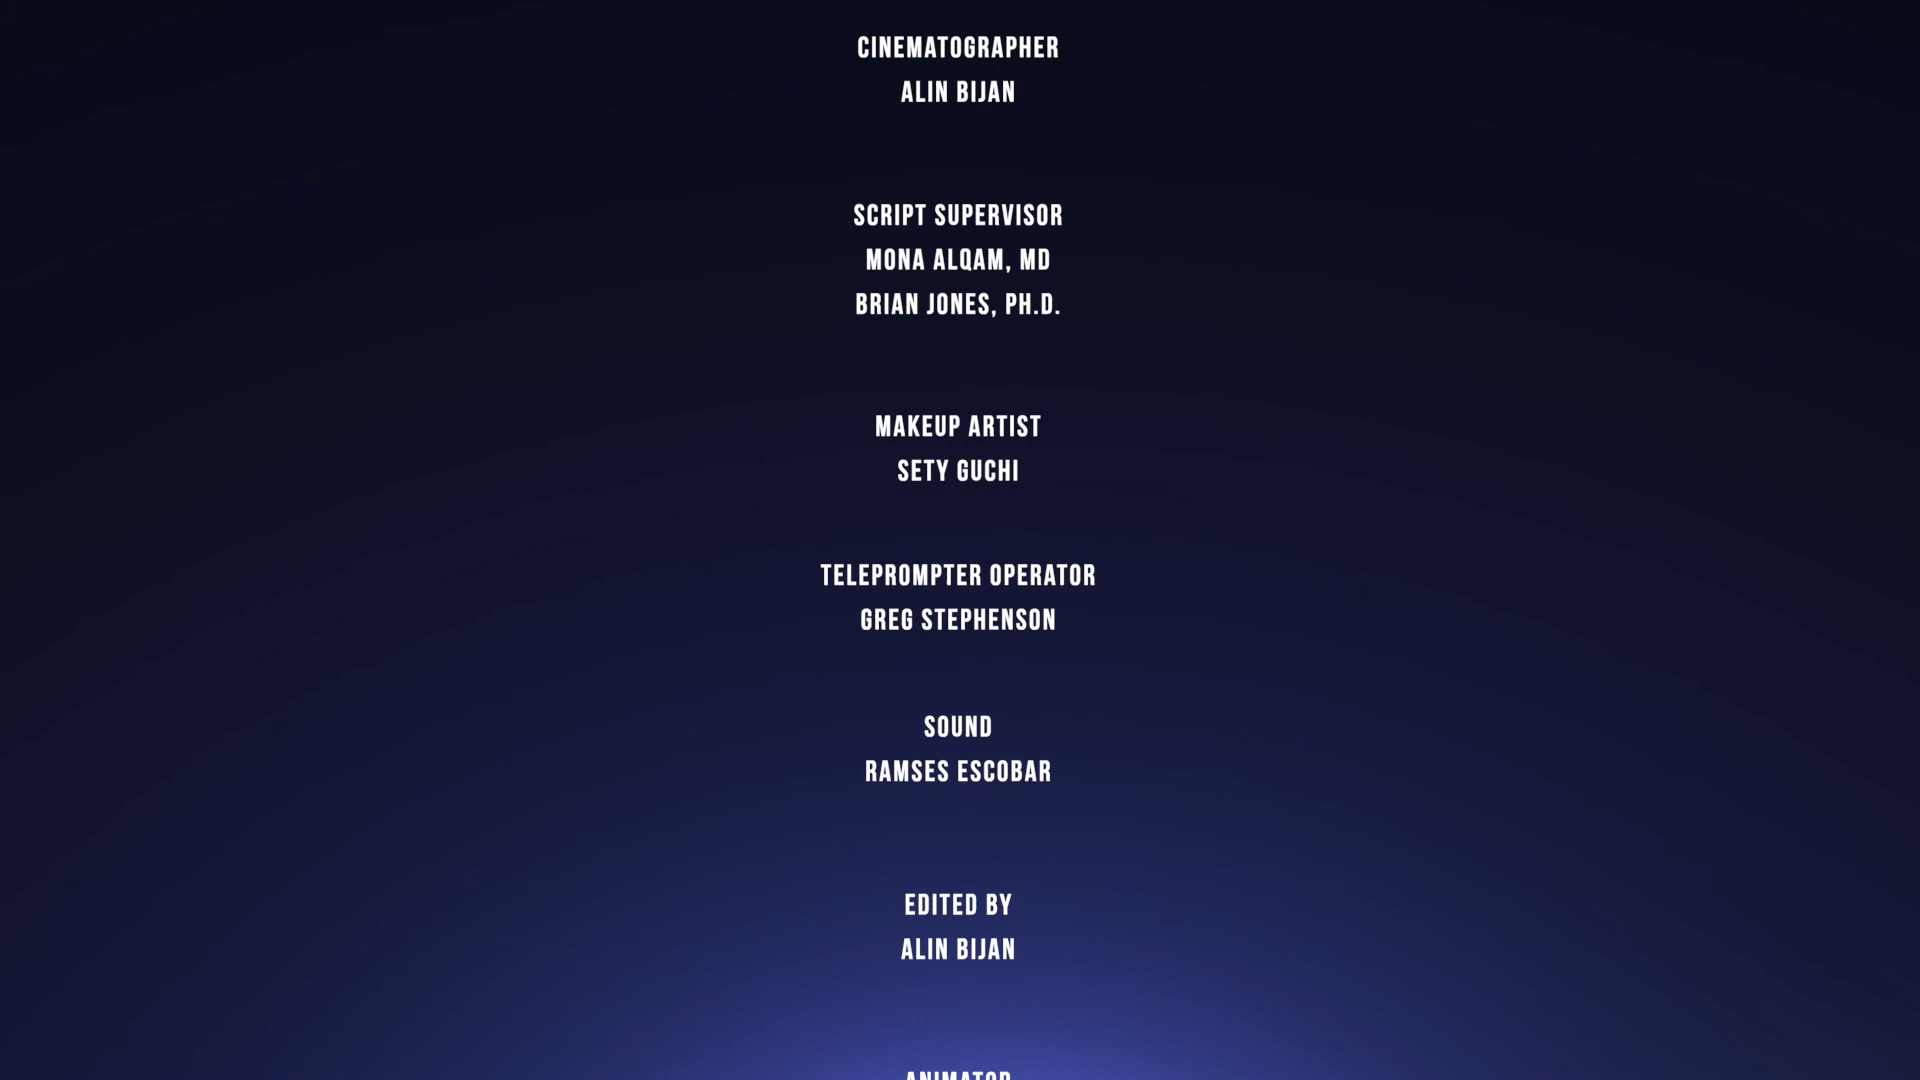 CINEMATOGRAPHER
ALIN BIJAN
SCRIPT SUPERVISOR
MONA ALQAM, MD
BRIAN JONES, PH.D.
MAKEUP ARTIST
SETY GUCHI
TELEPROMPTER OPERATOR
GREG STEPHENSON
SOUND
RAMSES ESCOBAR
EDITED BY
ALIN BIJAN
ANIMATOR